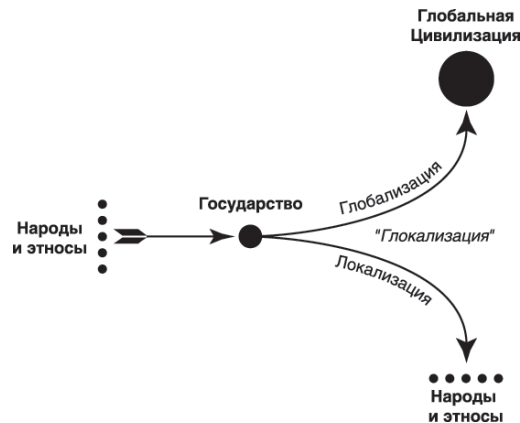 Глобальная
Цивилизация
Глобализация
Государство
Народы
и этносы
"Глокализация"
Локализация
Народы
и этносы